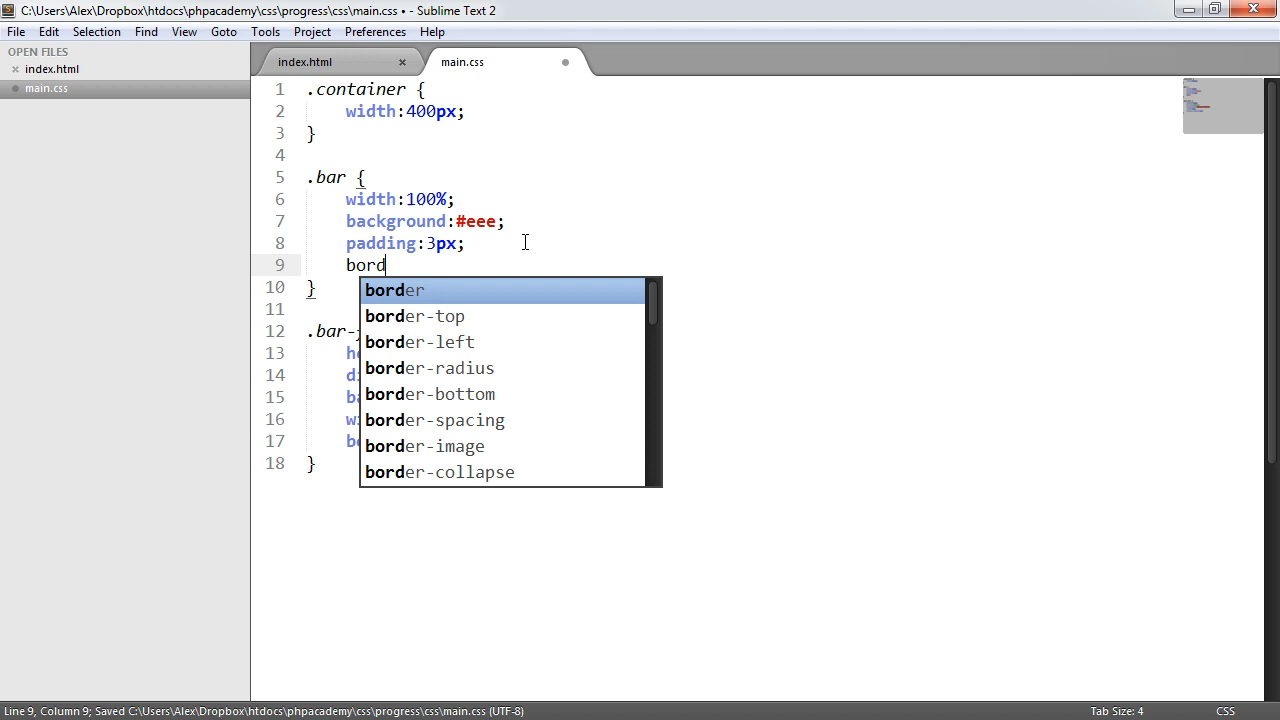 C:\Users\Alex\Dropbox\htdocs\phpacademy\css\progress\css\main.css • - Sublime Text 2
File Edit Selection Find View Goto Tools Project Preferences Help
OPEN FILES
index.html
main.css
index.html main.css
1 .container {
2 width:400px;
3 }
4
5 .bar {
6 width:100%;
7 background:#eee;
8 padding:3px;
9 bord
10 }
11
12 .bar-
13 he
14 di
15 ba
16 wi
17 bo
18 }
border
border-top
border-left
border-radius
border-bottom
border-spacing
border-image
border-collapse
Line 9, Column 9; Saved C:\Users\Alex\Dropbox\htdocs\phpacademy\css\progress\css\main.css (UTF-8) Tab Size: 4 CSS